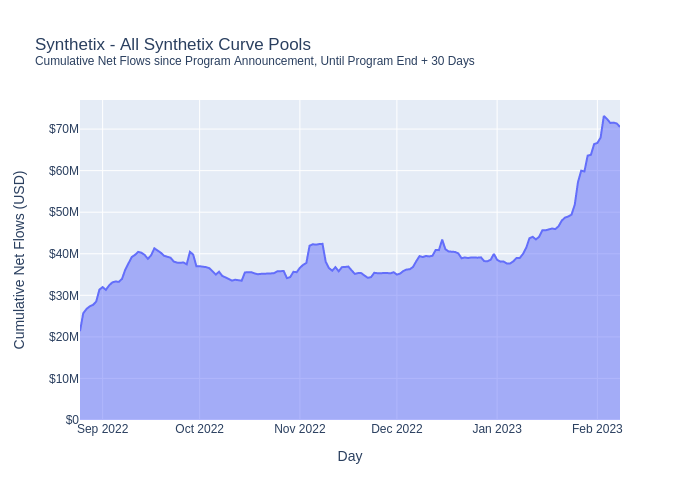 Synthetix - All Synthetix Curve Pools
Cumulative Net Flows since Program Announcement, Until Program End + 30 Days
Cumulative Net Flows (USD)
$70M
$60M
$50M
$40M
$30M
$20M
$10M
$0
Sep 2022 Oct 2022 Nov 2022 Dec 2022 Jan 2023 Feb 2023
Day